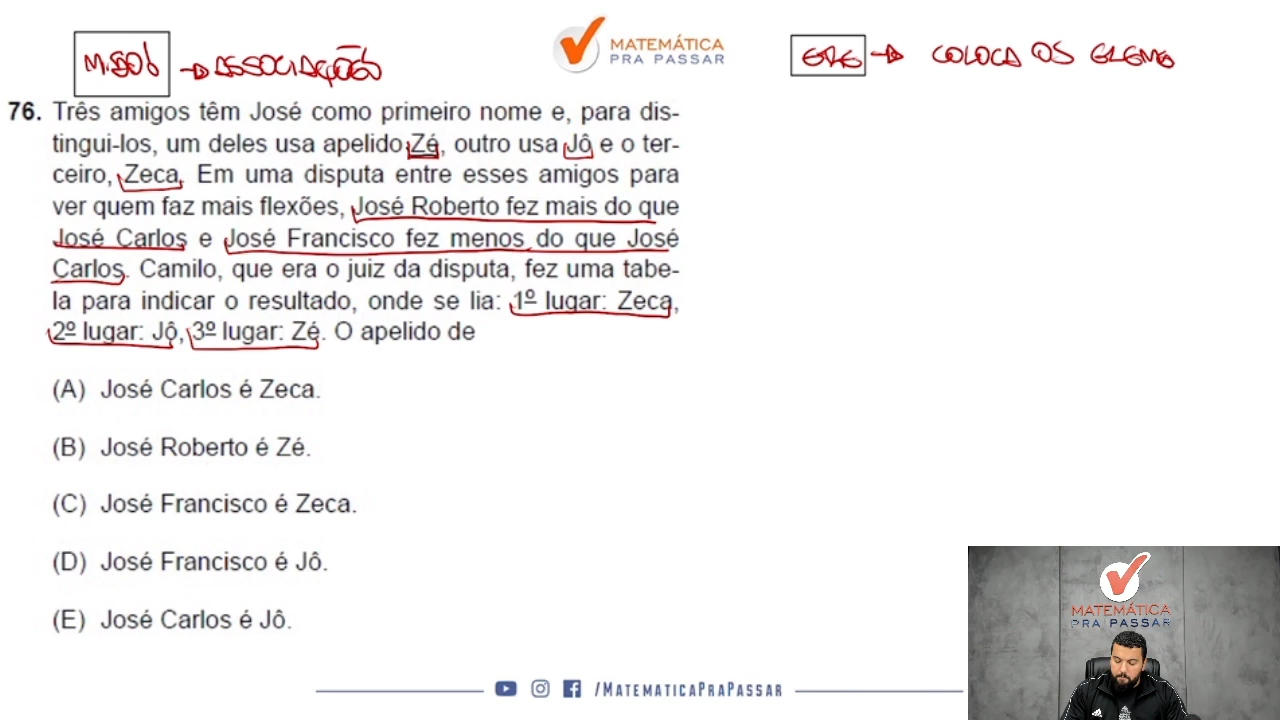 → ASSOCIAÇÕES
MATEMÁTICA
PRA PASSAR
→ COLOCA OS ELEM
76. Três amigos têm José como primeiro nome e, para dis-
tingui-los, um deles usa apelido Zé, outro usa Jô e o ter-
ceiro, Zeca. Em uma disputa entre esses amigos para
ver quem faz mais flexões, José Roberto fez mais do que
José Carlos e José Francisco fez menos do que José
Carlos. Camilo, que era o juiz da disputa, fez uma tabe-
la para indicar o resultado, onde se lia: 1º lugar: Zeca,
2º lugar: Jô, 3º lugar: Zé. O apelido de
(A) José Carlos é Zeca.
(B) José Roberto é Zé.
(C) José Francisco é Zeca.
(D) José Francisco é Jô.
(E) José Carlos é Jô.
MATEMÁTICA
PRA PASSAR
/MATEMATICAPRAPASSAR